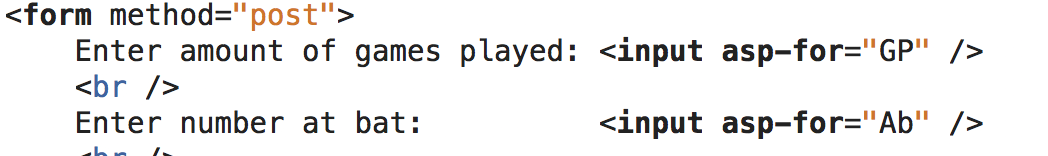 <form method="post">
    Enter amount of games played: <input asp-for="GP" />
    <br />
    Enter number at bat:          <input asp-for="Ab" />
    <br />